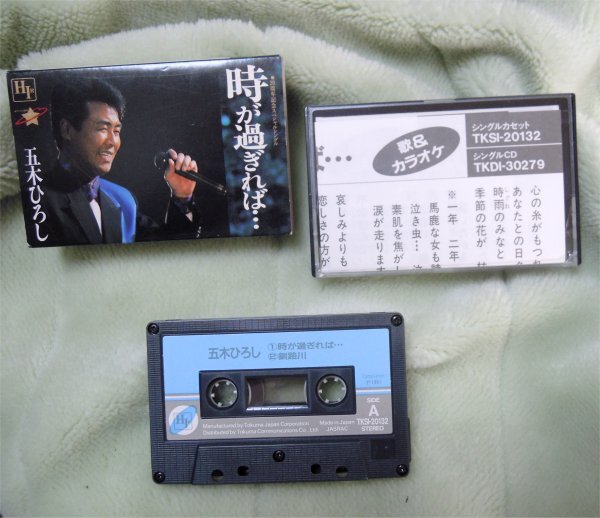 HI
時が過ぎれば…
五木ひろし
歌&
カラオケ
シングルカセット
TKSI-20132
シングルCD
TKDI-30279
ば…
心の糸がもつれ
あなたとの日々
時雨のみなと
季節の花が
※一年 二年
馬鹿な女も
泣き虫…
素肌を焦がし
涙が走ります
哀しみよりも
恋しさの方が
五木ひろし
①時が過ぎれば…
②釧路川
HI
Manufactured by Tokuma Japan Corporation
Distributed by Tokuma Communications Co., Ltd.
Made in Japan
JASRAC
SIDE
A
TKSI-20132
STEREO